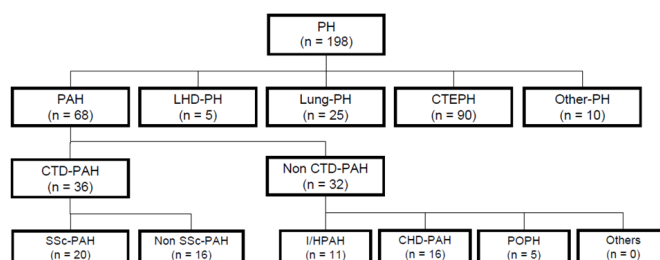 PH
(n = 198)
PAH
(n = 68)
LHD-PH
(n = 5)
Lung-PH
(n = 25)
CTEPH
(n = 90)
Other-PH
(n = 10)
CTD-PAH
(n = 36)
Non CTD-PAH
(n = 32)
SSc-PAH
(n = 20)
Non SSc-PAH
(n = 16)
I/HPAH
(n = 11)
CHD-PAH
(n = 16)
POPH
(n = 5)
Others
(n = 0)